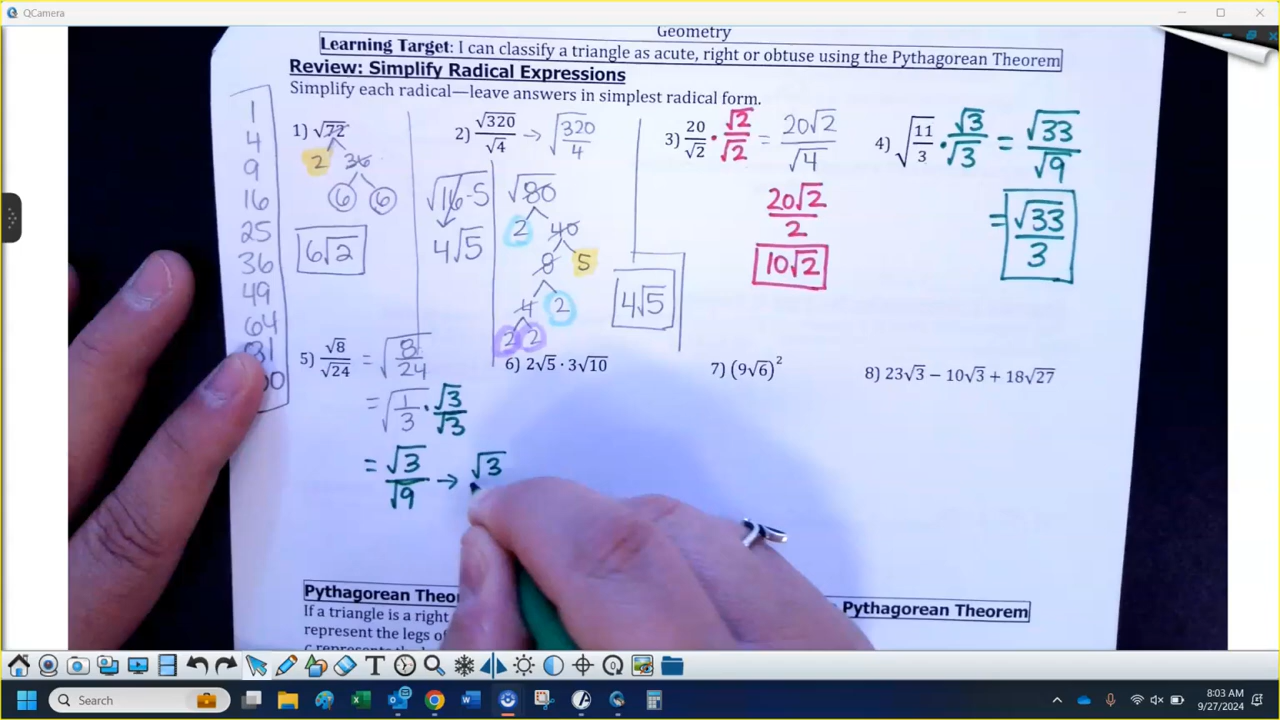 QCamera
Geometry
Learning Target: I can classify a triangle as acute, right or obtuse using the Pythagorean Theorem
Review: Simplify Radical Expressions
Simplify each radical—leave answers in simplest radical form.
1
4
9
16
25
36
49
64
81
00
1) √72
2 36
6 6
6√2
2) √320/√4 → √(320/4)
√16·5
4√5
√80
2 40
8 5
4 2
2 2
4√5
3) 20/√2 · √2/√2 = 20√2/√4
20√2/2
10√2
4) √(11/3) · √3/√3 = √33/√9
= √33/3
5) √8/√24 = √(8/24)
= √(1/3) · √3/√3
= √3/√9 → √3
6) 2√5 · 3√10
7) (9√6)²
8) 23√3 − 10√3 + 18√27
Pythagorean Theo
Pythagorean Theorem
If a triangle is a right
represent the legs of
c represents the
Search
8:03 AM
9/27/2024